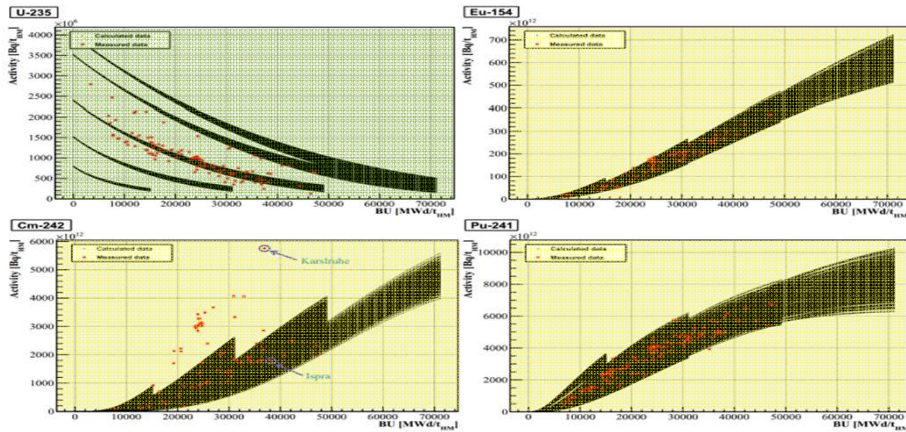 U-235
×10⁶
Activity [Bq/t_HM]
Calculated data
Measured data
4000
3500
3000
2500
2000
1500
1000
500
0
0 10000 20000 30000 40000 50000 60000 70000
BU [MWd/t_HM]
Eu-154
×10¹²
Activity [Bq/t_HM]
Calculated data
Measured data
700
600
500
400
300
200
100
0
0 10000 20000 30000 40000 50000 60000 70000
BU [MWd/t_HM]
Cm-242
×10¹²
Activity [Bq/t_HM]
Calculated data
Measured data
Karslruhe
Ispra
6000
5000
4000
3000
2000
1000
0
0 10000 20000 30000 40000 50000 60000 70000
BU [MWd/t_HM]
Pu-241
×10¹²
Activity [Bq/t_HM]
Calculated data
Measured data
10000
8000
6000
4000
2000
0
0 10000 20000 30000 40000 50000 60000 70000
BU [MWd/t_HM]